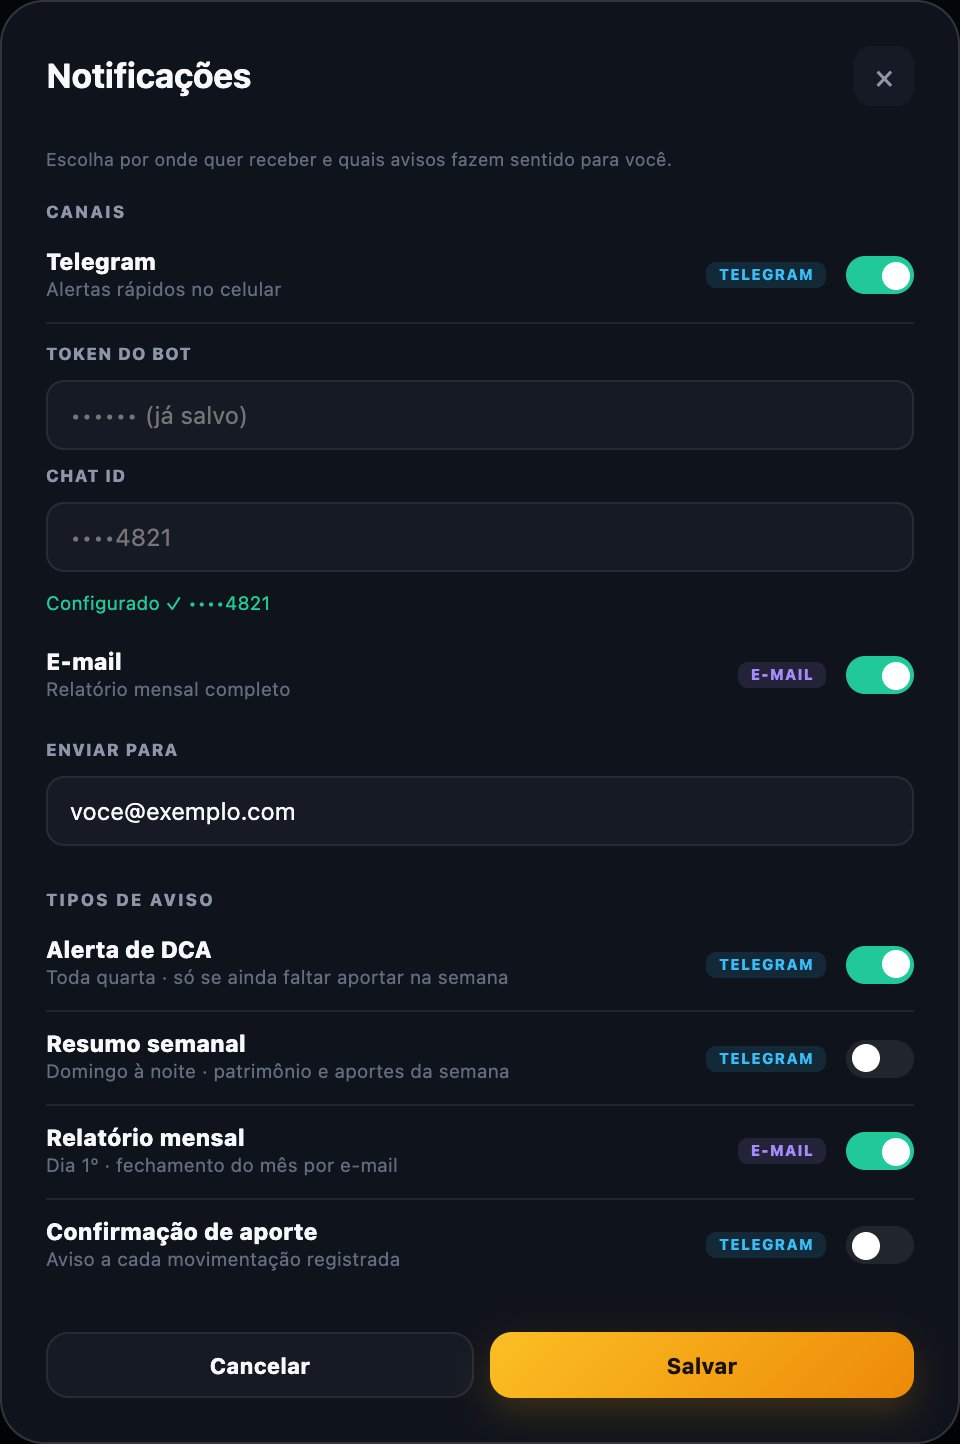 Notificações
×
Escolha por onde quer receber e quais avisos fazem sentido para você.
CANAIS
Telegram
TELEGRAM
Alertas rápidos no celular
TOKEN DO BOT
•••••• (já salvo)
CHAT ID
••••4821
Configurado ✓ ••••4821
E-mail
E-MAIL
Relatório mensal completo
ENVIAR PARA
voce@exemplo.com
TIPOS DE AVISO
Alerta de DCA
TELEGRAM
Toda quarta · só se ainda faltar aportar na semana
Resumo semanal
TELEGRAM
Domingo à noite · patrimônio e aportes da semana
Relatório mensal
E-MAIL
Dia 1º · fechamento do mês por e-mail
Confirmação de aporte
TELEGRAM
Aviso a cada movimentação registrada
Cancelar
Salvar